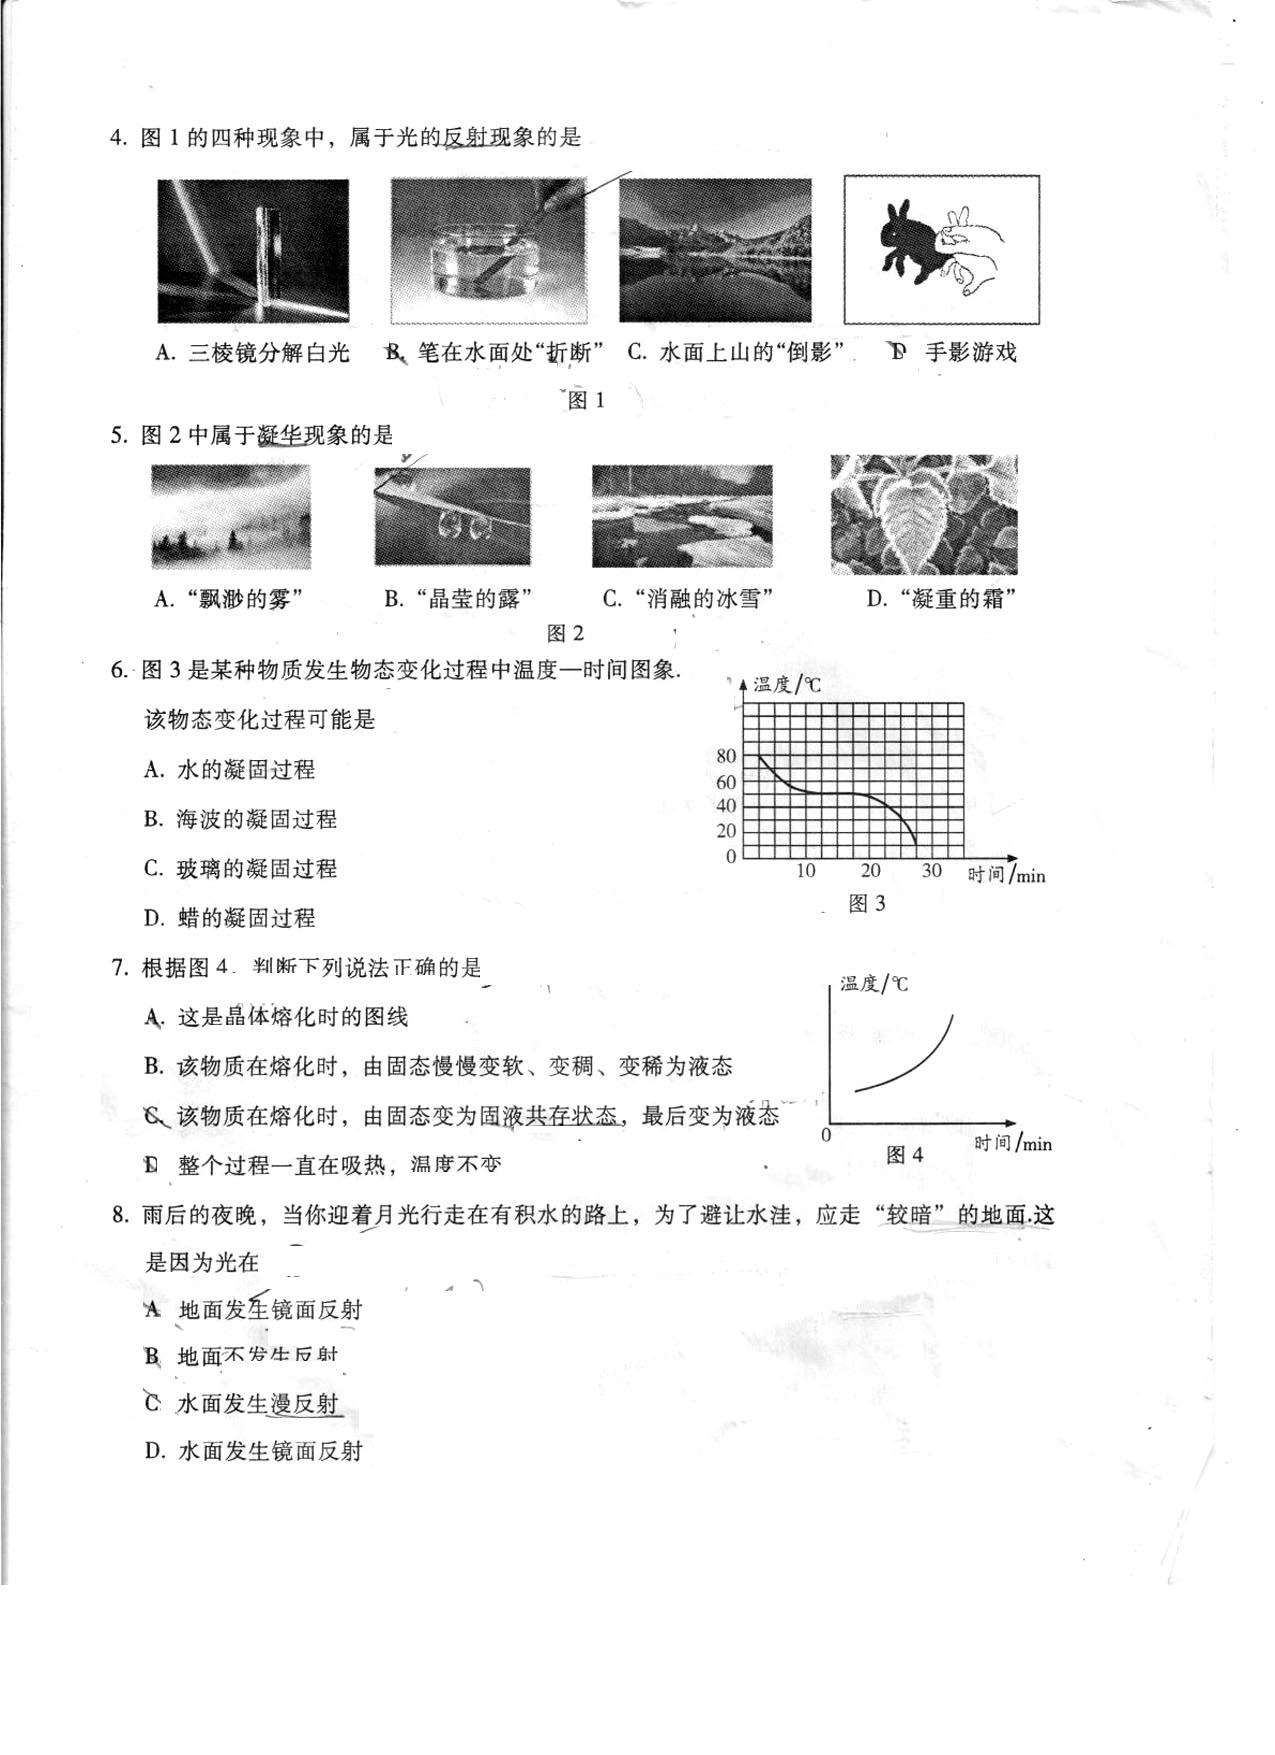 4. 图 1 的四种现象中，属于光的反射现象的是
A. 三棱镜分解白光 B. 笔在水面处“折断” C. 水面上山的“倒影” D 手影游戏
图 1
5. 图 2 中属于凝华现象的是
A. “飘渺的雾” B. “晶莹的露” C. “消融的冰雪” D. “凝重的霜”
图 2
6. 图 3 是某种物质发生物态变化过程中温度—时间图象.
该物态变化过程可能是
A. 水的凝固过程
B. 海波的凝固过程
C. 玻璃的凝固过程
D. 蜡的凝固过程
温度/℃
80
60
40
20
0
10 20 30 时间/min
图 3
7. 根据图 4. 判断下列说法正确的是
A. 这是晶体熔化时的图线
B. 该物质在熔化时，由固态慢慢变软、变稠、变稀为液态
C. 该物质在熔化时，由固态变为固液共存状态，最后变为液态
D 整个过程一直在吸热，温度不变
温度/℃
0
时间/min
图 4
8. 雨后的夜晚，当你迎着月光行走在有积水的路上，为了避让水洼，应走“较暗”的地面.这
是因为光在
A 地面发生镜面反射
B 地面不发生反射
C 水面发生漫反射
D. 水面发生镜面反射